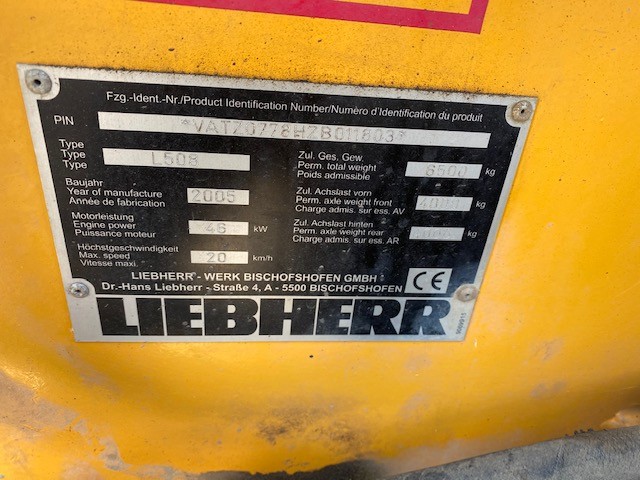 Fzg.-Ident.-Nr./Product Identification Number/Numéro d'Identification du produit
PIN *VATZ0778HZB011803*
Type
Type L508
Type
Zul. Ges. Gew.
Perm. total weight 6500 kg
Poids admissible
Baujahr
Year of manufacture 2005
Année de fabrication
Zul. Achslast vorn
Perm. axle weight front kg
Charge admis. sur ess. AV
Motorleistung
Engine power 46 kW
Puissance moteur
Zul. Achslast hinten
Perm. axle weight rear kg
Charge admis. sur ess. AR
Höchstgeschwindigkeit
Max. speed 20 km/h
Vitesse maxi.
LIEBHERR - WERK BISCHOFSHOFEN GMBH
Dr.-Hans Liebherr - Straße 4, A - 5500 BISCHOFSHOFEN
CE
LIEBHERR